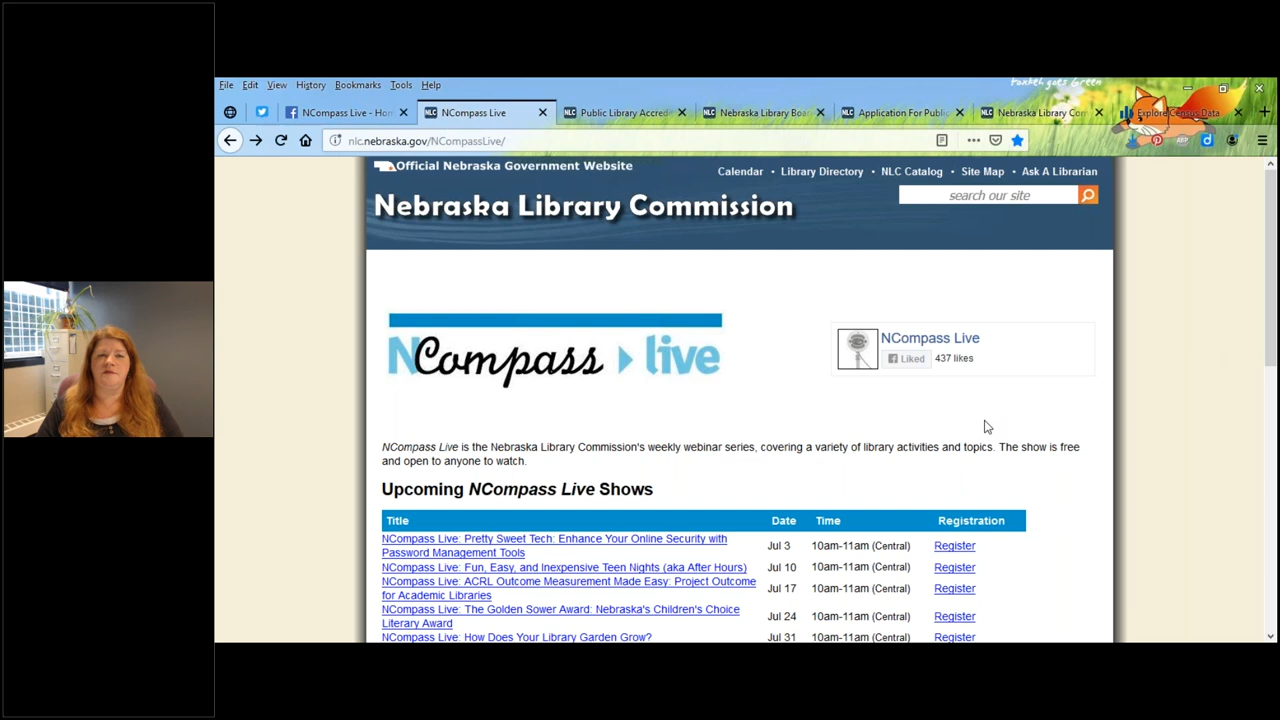 foxkeh goes Green
File Edit View History Bookmarks Tools Help
NCompass Live - Hon
NCompass Live
Public Library Accredi
Nebraska Library Boar
Application For Public
Nebraska Library Com
Explore Census Data
nlc.nebraska.gov/NCompassLive/
Official Nebraska Government Website
Calendar • Library Directory • NLC Catalog • Site Map • Ask A Librarian
Nebraska Library Commission
search our site
NCompass live
NCompass Live
Liked 437 likes
NCompass Live is the Nebraska Library Commission's weekly webinar series, covering a variety of library activities and topics. The show is free
and open to anyone to watch.
Upcoming NCompass Live Shows
Title Date Time Registration
NCompass Live: Pretty Sweet Tech: Enhance Your Online Security with
Password Management Tools Jul 3 10am-11am (Central) Register
NCompass Live: Fun, Easy, and Inexpensive Teen Nights (aka After Hours) Jul 10 10am-11am (Central) Register
NCompass Live: ACRL Outcome Measurement Made Easy: Project Outcome
for Academic Libraries Jul 17 10am-11am (Central) Register
NCompass Live: The Golden Sower Award: Nebraska's Children's Choice
Literary Award Jul 24 10am-11am (Central) Register
NCompass Live: How Does Your Library Garden Grow? Jul 31 10am-11am (Central) Register